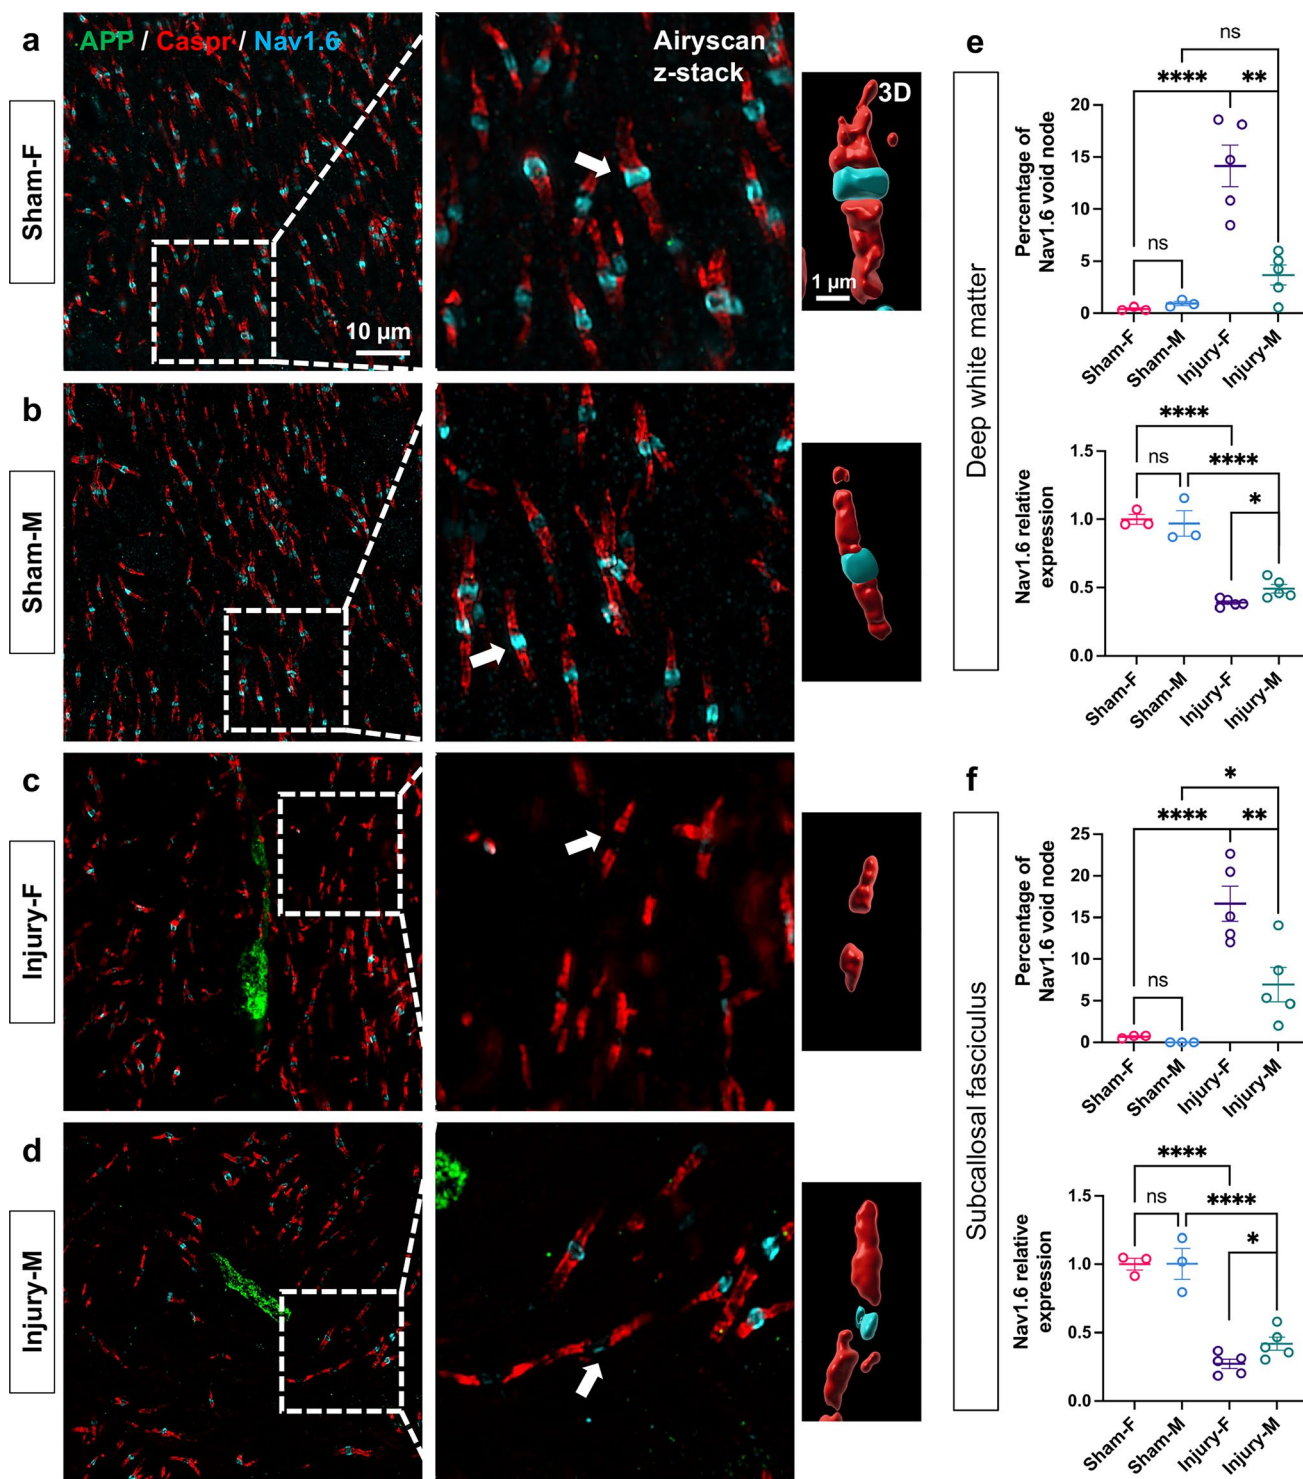 a
APP / Caspr / Nav1.6
Airyscan
z-stack
3D
Sham-F
10 µm
1 µm
b
Sham-M
c
Injury-F
d
Injury-M
e
Deep white matter
ns
**** **
ns
Percentage of
Nav1.6 void node
20
15
10
5
0
Sham-F
Sham-M
Injury-F
Injury-M
****
ns ****
*
Nav1.6 relative
expression
1.5
1.0
0.5
0.0
Sham-F
Sham-M
Injury-F
Injury-M
f
Subcallosal fasciculus
*
**** **
ns
Percentage of
Nav1.6 void node
25
20
15
10
5
0
Sham-F
Sham-M
Injury-F
Injury-M
****
ns ****
*
Nav1.6 relative
expression
1.5
1.0
0.5
0.0
Sham-F
Sham-M
Injury-F
Injury-M